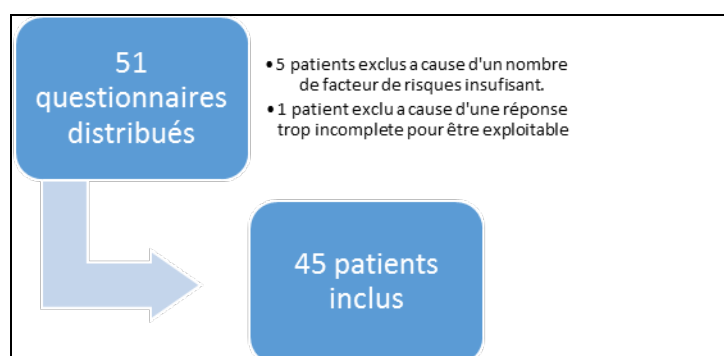 51
questionnaires
distribués
•5 patients exclus a cause d'un nombre
de facteur de risques insufisant.
•1 patient exclu a cause d'une réponse
trop incomplete pour être exploitable
45 patients
inclus